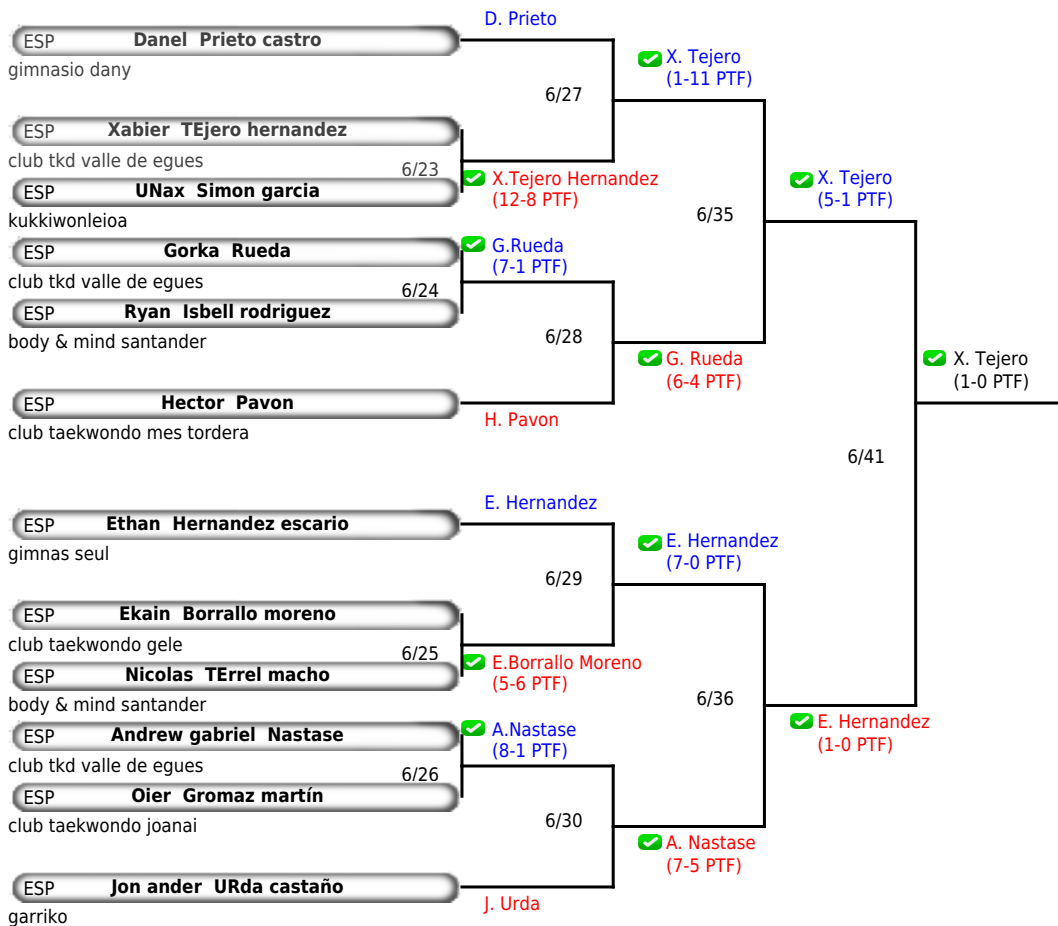 D. Prieto
ESP Danel Prieto castro
gimnasio dany
X. Tejero
(1-11 PTF)
6/27
ESP Xabier TEjero hernandez
club tkd valle de egues
6/23
X.Tejero Hernandez
(12-8 PTF)
ESP UNax Simon garcia
kukkiwonleioa
X. Tejero
(5-1 PTF)
6/35
ESP Gorka Rueda
club tkd valle de egues
G.Rueda
(7-1 PTF)
6/24
ESP Ryan Isbell rodriguez
body & mind santander
6/28
G. Rueda
(6-4 PTF)
X. Tejero
(1-0 PTF)
ESP Hector Pavon
club taekwondo mes tordera
H. Pavon
6/41
E. Hernandez
ESP Ethan Hernandez escario
gimnas seul
E. Hernandez
(7-0 PTF)
6/29
ESP Ekain Borrallo moreno
club taekwondo gele
6/25
E.Borrallo Moreno
(5-6 PTF)
ESP Nicolas TErrel macho
body & mind santander
6/36
E. Hernandez
(1-0 PTF)
ESP Andrew gabriel Nastase
club tkd valle de egues
A.Nastase
(8-1 PTF)
6/26
ESP Oier Gromaz martín
club taekwondo joanai
6/30
A. Nastase
(7-5 PTF)
ESP Jon ander URda castaño
garriko
J. Urda